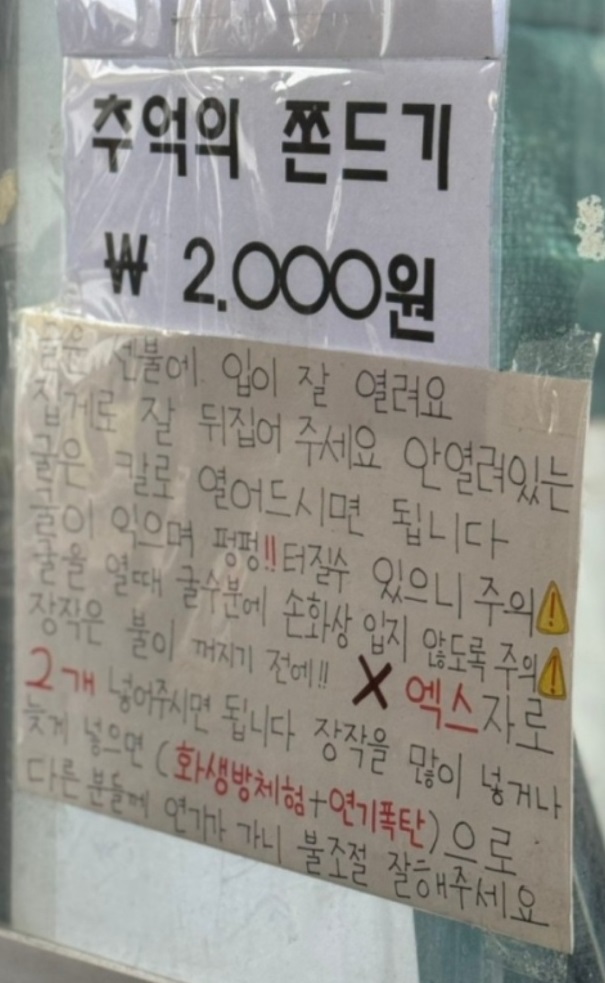 추억의 쫀드기
₩ 2.000원
굴은 센불에 입이 잘 열려요
집게로 잘 뒤집어 주세요 안열려있는
굴은 칼로 열어드시면 됩니다
굴이 익으며 펑펑!! 터질수 있으니 주의⚠
굴을 열때 굴수분에 손화상 입지 않도록 주의⚠
장작은 불이 꺼지기 전에!! X 엑스자로
2개 넣어주시면 됩니다 장작을 많이 넣거나
늦게 넣으면 (화생방체험+연기폭탄)으로
다른 분들께 연기가 가니 불조절 잘해주세요